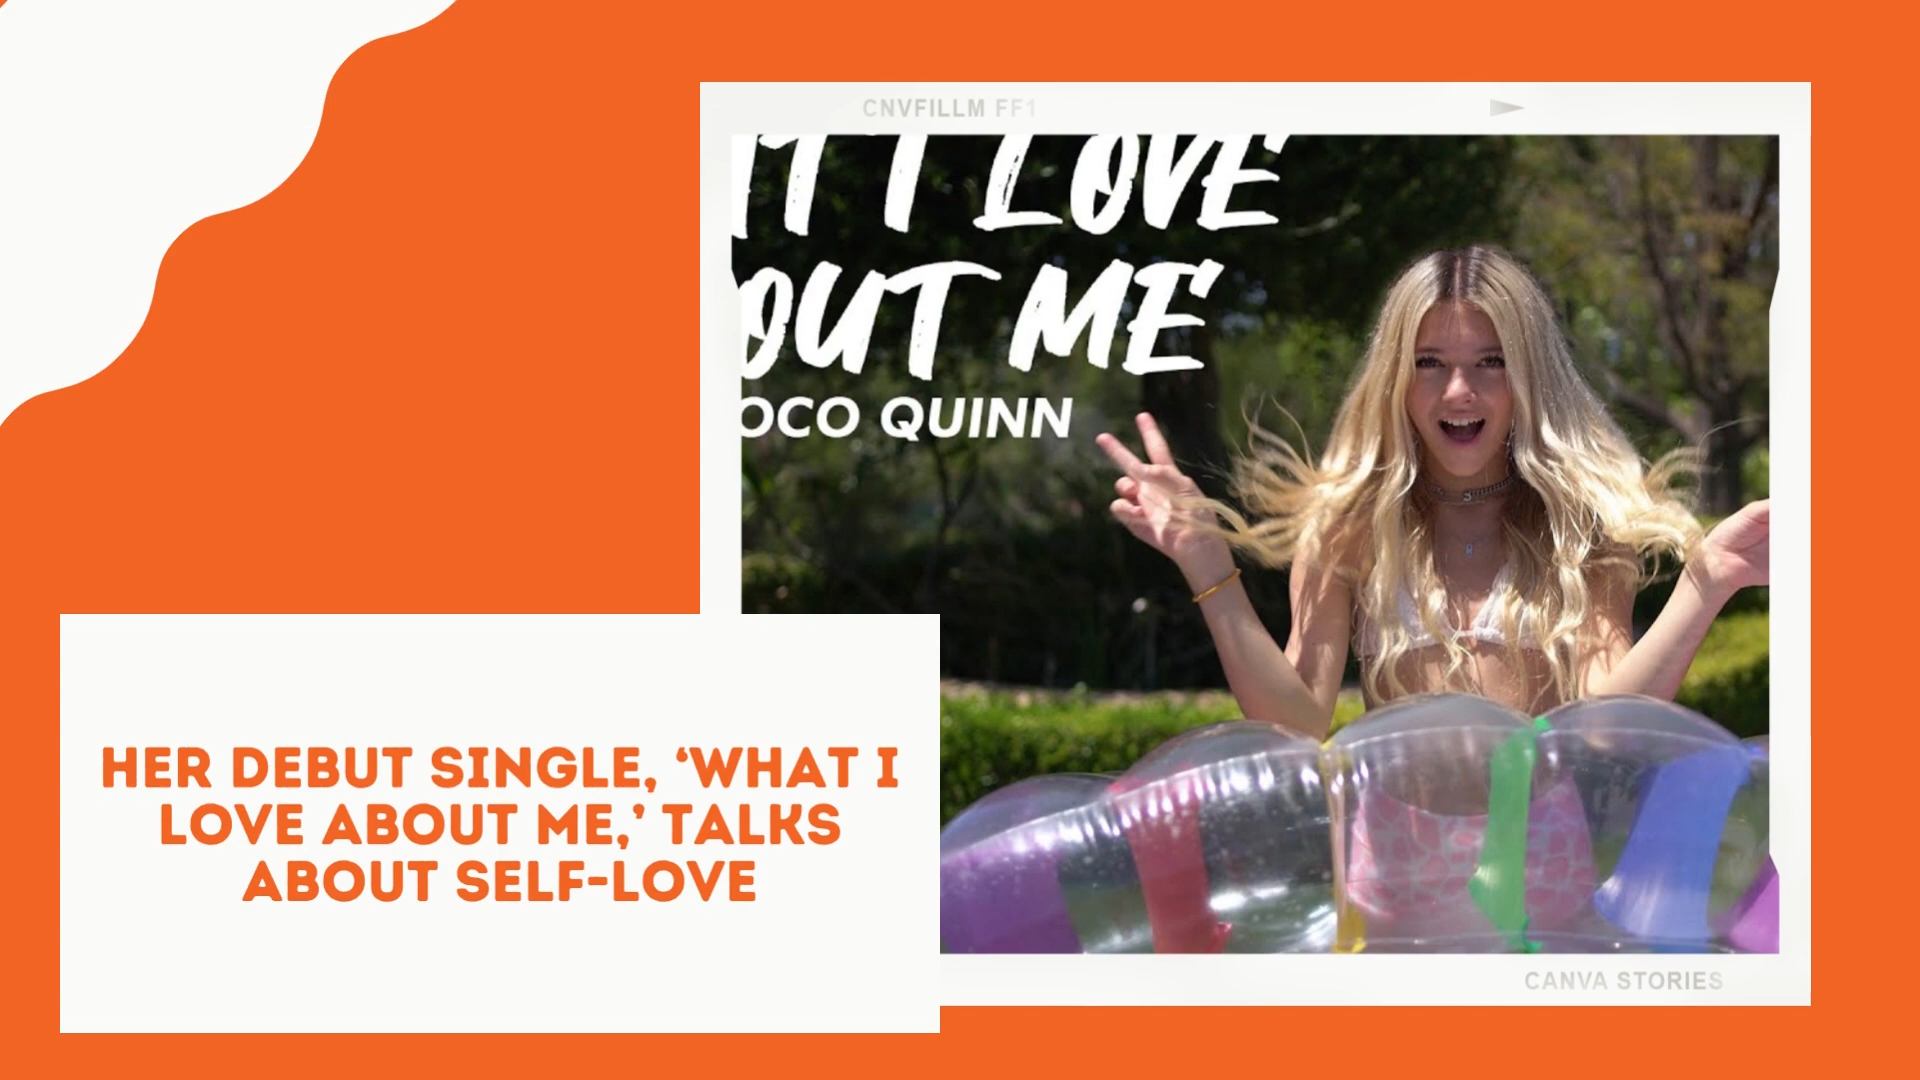 CNVFILLM FF1
IT I LOVE
OUT ME
OCO QUINN
HER DEBUT SINGLE, ‘WHAT I
LOVE ABOUT ME,’ TALKS
ABOUT SELF-LOVE
CANVA STORIES